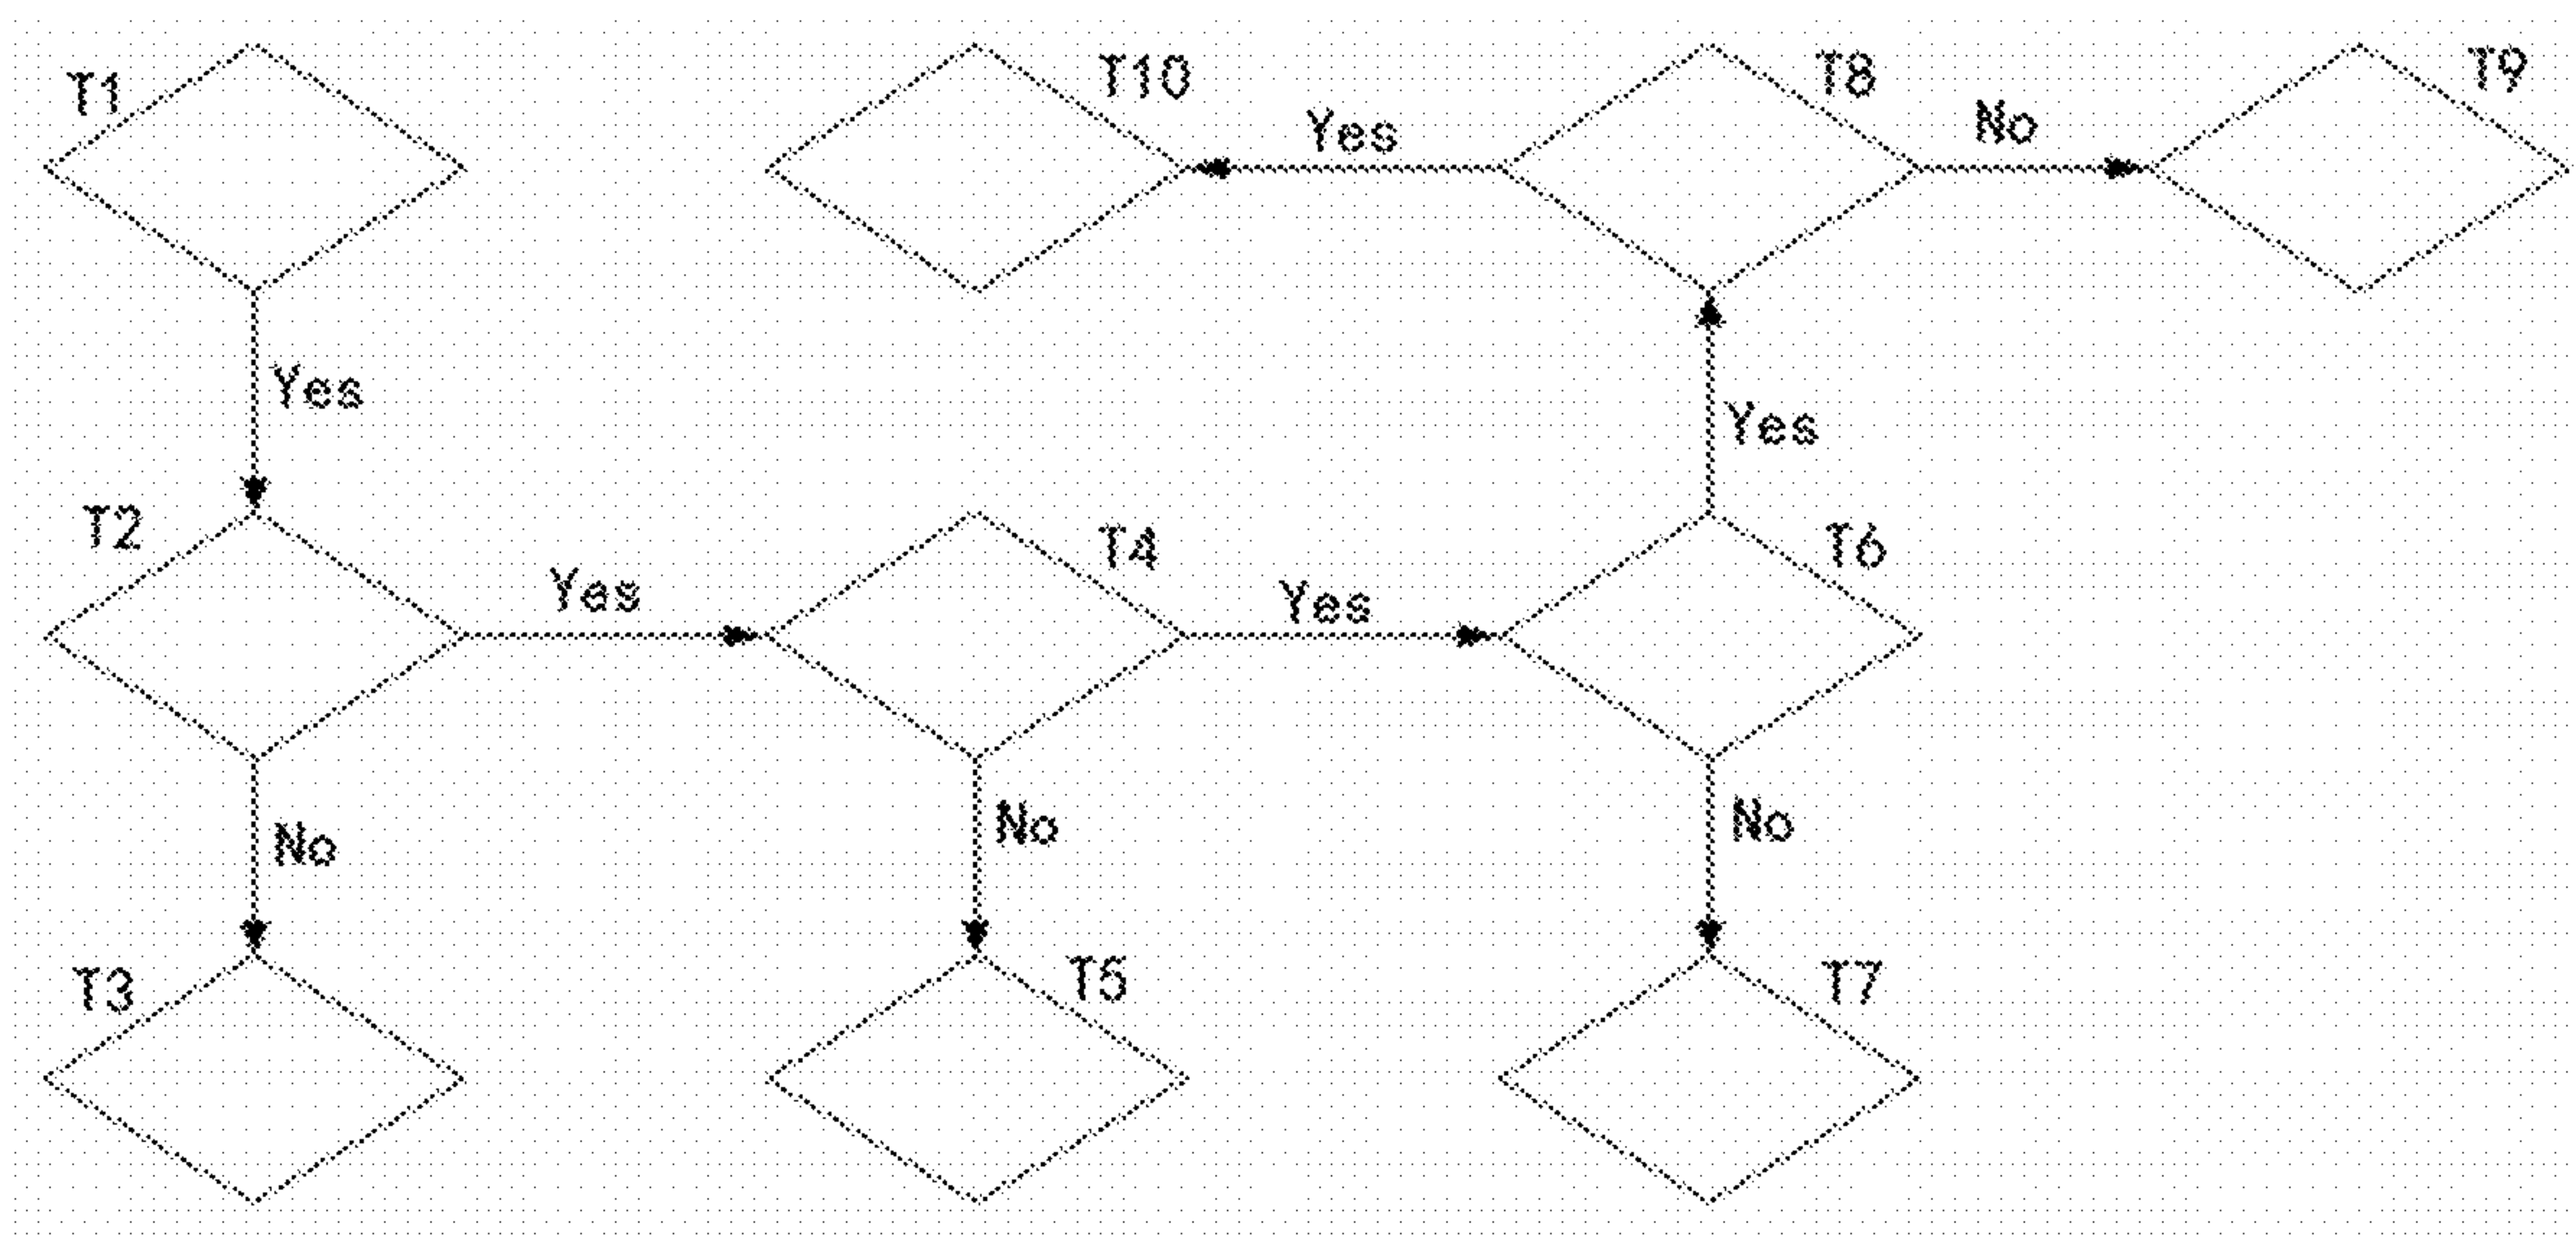 T1
T10
T8
T9
Yes
No
Yes
Yes
T2
T4
T6
Yes
Yes
No
No
No
T3
T5
T7